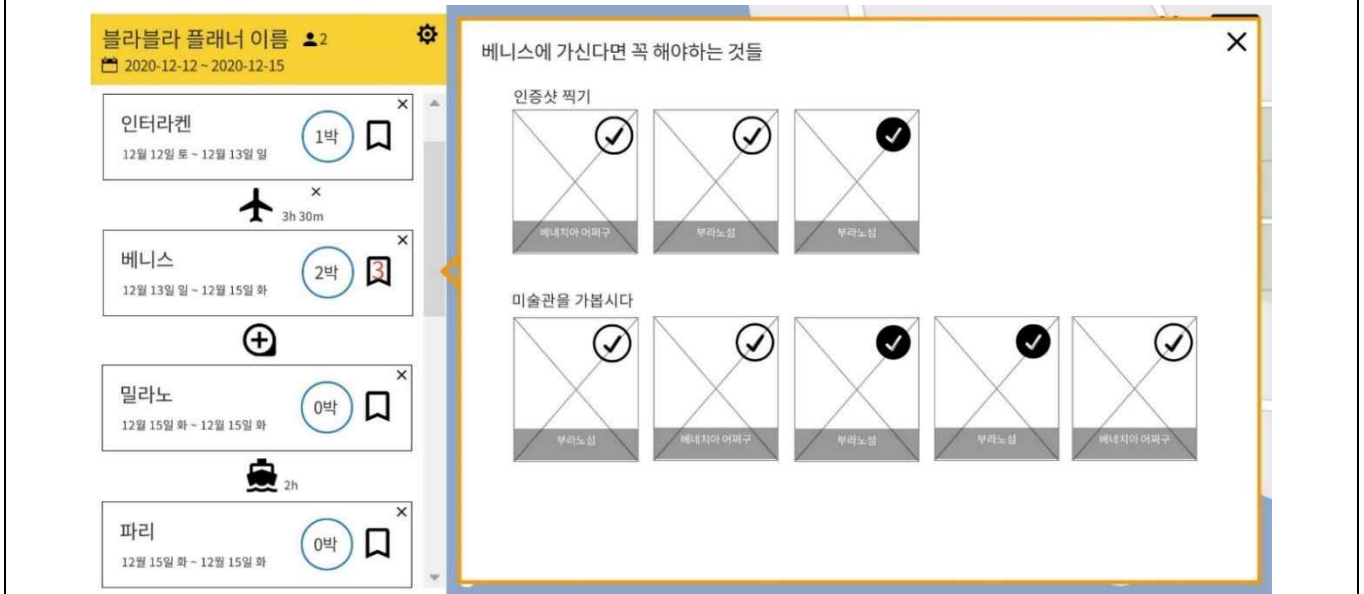 블라블라 플래너 이름 2
2020-12-12 ~ 2020-12-15
인터라켄
1박
12월 12일 토 ~ 12월 13일 일
3h 30m
베니스
2박
3
12월 13일 일 ~ 12월 15일 화
밀라노
0박
12월 15일 화 ~ 12월 15일 화
2h
파리
0박
12월 15일 화 ~ 12월 15일 화
베니스에 가신다면 꼭 해야하는 것들
인증샷 찍기
베네치아 어쩌구
부라노섬
부라노섬
미술관을 가봅시다
부라노섬
베네치아 어쩌구
부라노섬
부라노섬
베네치아 어쩌구